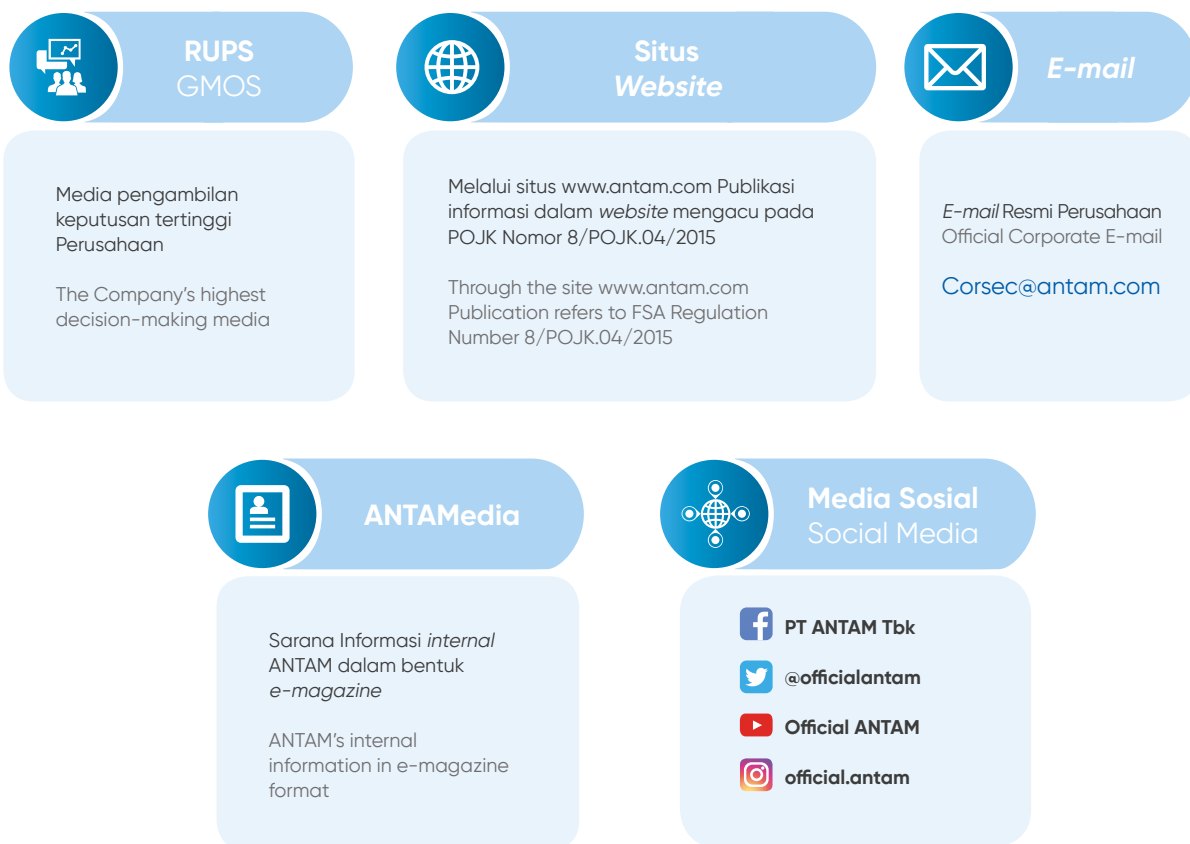 RUPS
GMOS
Media pengambilan
keputusan tertinggi
Perusahaan
The Company's highest
decision-making media
Situs
Website
Melalui situs www.antam.com Publikasi
informasi dalam website mengacu pada
POJK Nomor 8/POJK.04/2015
Through the site www.antam.com
Publication refers to FSA Regulation
Number 8/POJK.04/2015
E-mail
E-mail Resmi Perusahaan
Official Corporate E-mail
Corsec@antam.com
ANTAMedia
Sarana Informasi internal
ANTAM dalam bentuk
e-magazine
ANTAM's internal
information in e-magazine
format
Media Sosial
Social Media
PT ANTAM Tbk
@officialantam
Official ANTAM
official.antam